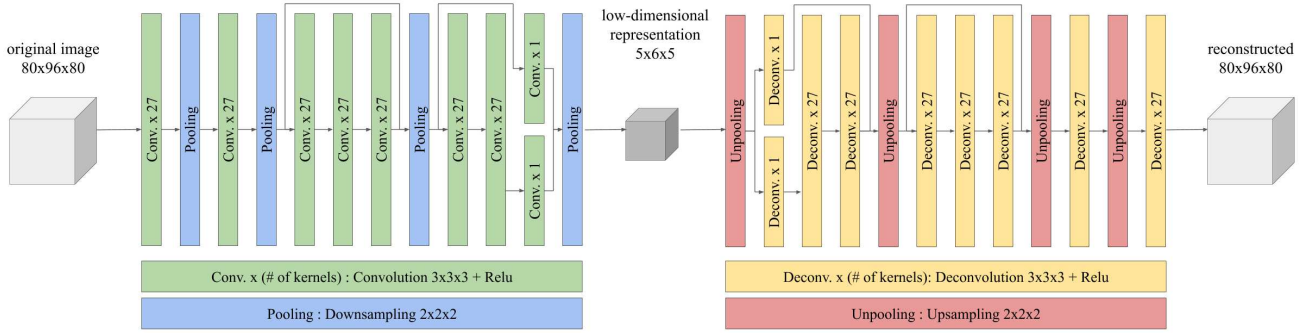 original image
80x96x80
Conv. x 27
Pooling
Conv. x 27
Pooling
Conv. x 27
Conv. x 27
Conv. x 27
Pooling
Conv. x 27
Conv. x 27
Conv. x 1
Conv. x 1
Pooling
low-dimensional
representation
5x6x5
Unpooling
Deconv. x 1
Deconv. x 1
Deconv. x 27
Deconv. x 27
Unpooling
Deconv. x 27
Deconv. x 27
Deconv. x 27
Unpooling
Deconv. x 27
Unpooling
Deconv. x 27
reconstructed
80x96x80
Conv. x (# of kernels) : Convolution 3x3x3 + Relu
Pooling : Downsampling 2x2x2
Deconv. x (# of kernels): Deconvolution 3x3x3 + Relu
Unpooling : Upsampling 2x2x2